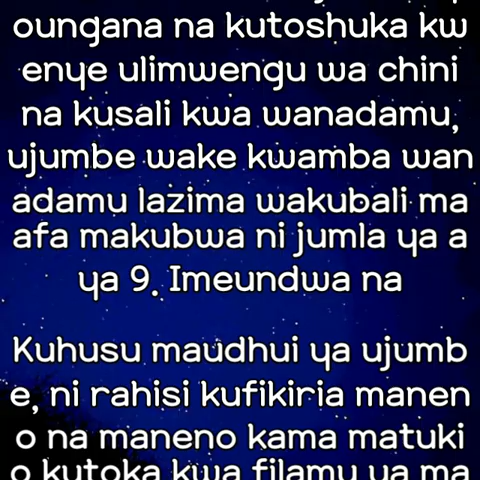 oungana na kutoshuka kw
enye ulimwengu wa chini
na kusali kwa wanadamu,
ujumbe wake kwamba wan
adamu lazima wakubali ma
afa makubwa ni jumla ya a
ya 9. Imeundwa na
Kuhusu maudhui ya ujumb
e, ni rahisi kufikiria manen
o na maneno kama matuki
o kutoka kwa filamu ya ma